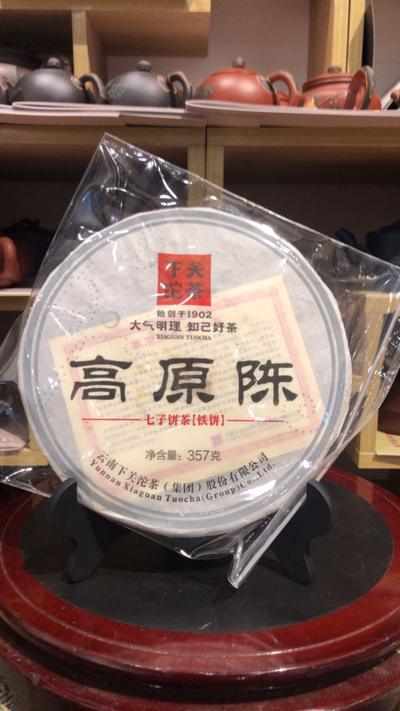 下关
沱茶
始创于1902
大气明理 知己好茶
XIAGUAN TUOCHA
高原陈
七子饼茶[铁饼]
净含量：357克
云南下关沱茶（集团）股份有限公司
Yunnan Xiaguan Tuocha(Group)Co.,Ltd.